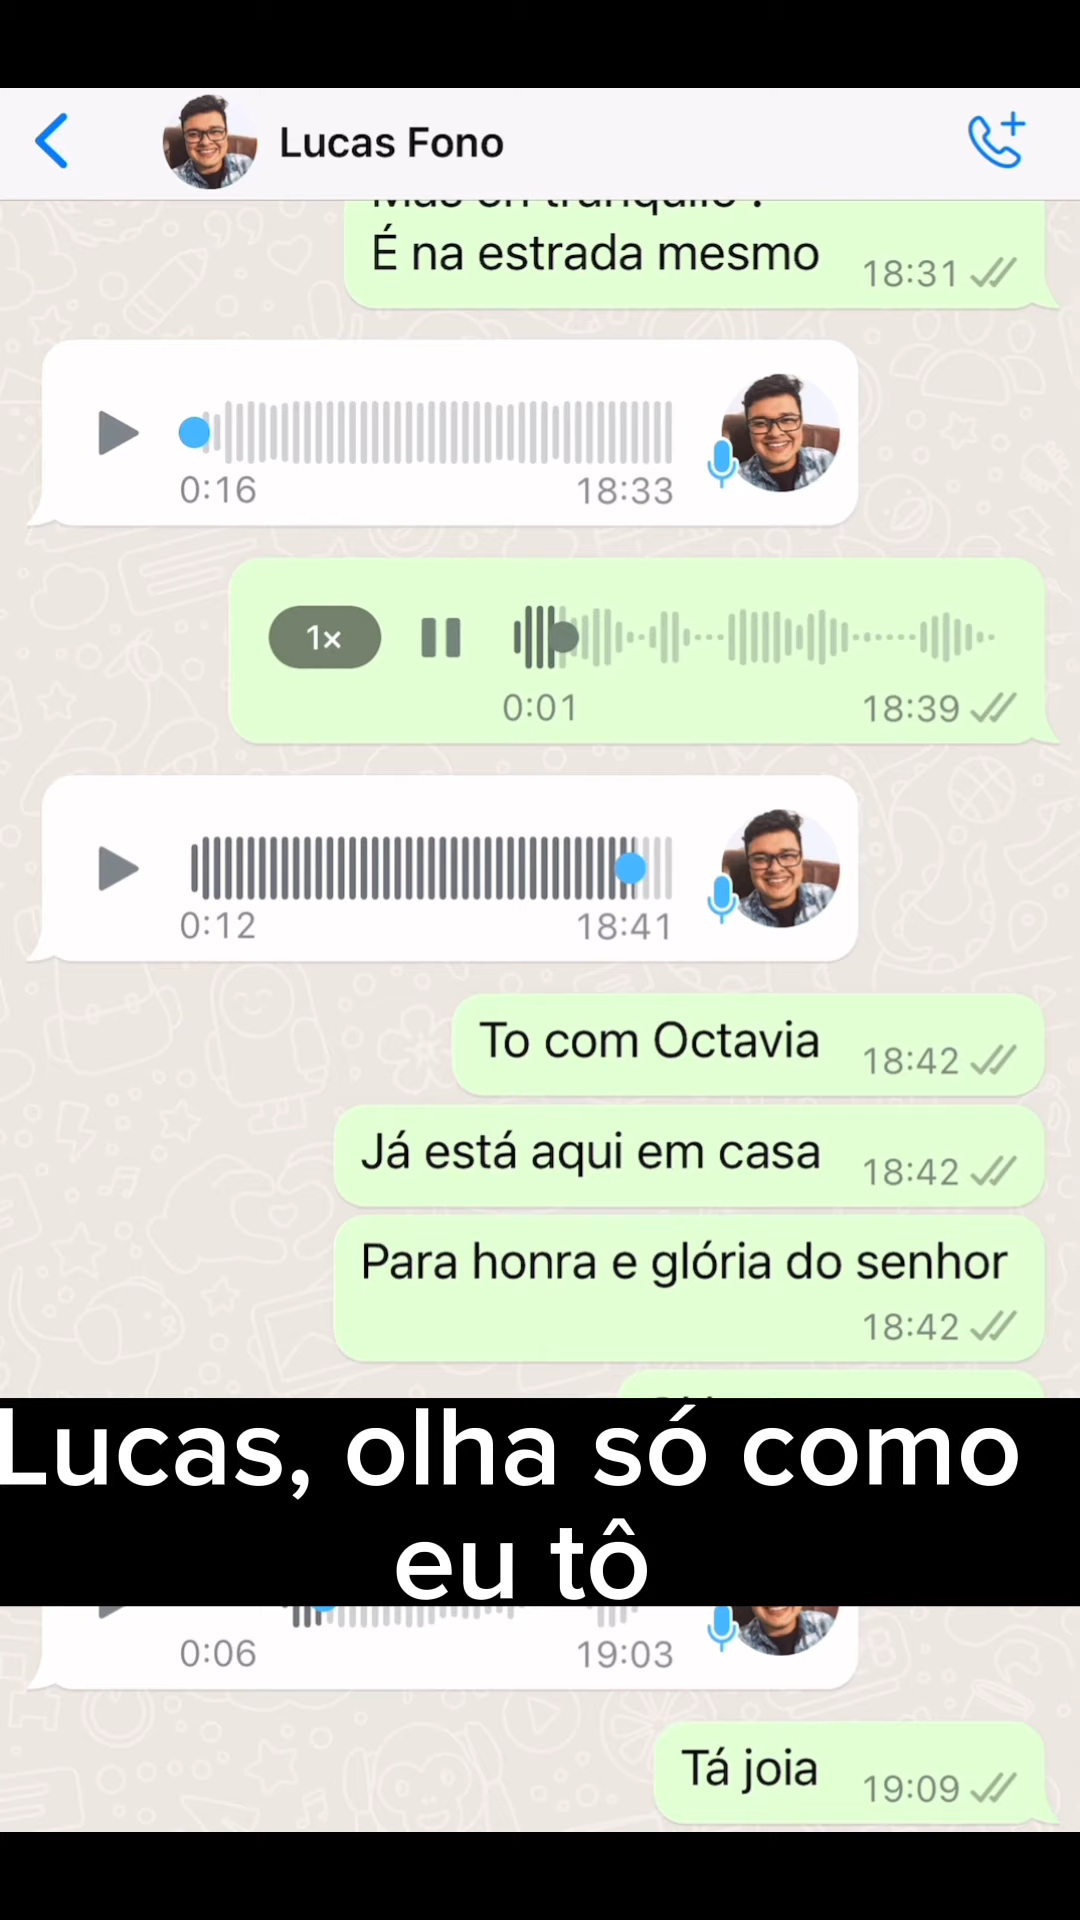 Lucas Fono
É na estrada mesmo
18:31
0:16
18:33
1×
0:01
18:39
0:12
18:41
To com Octavia
18:42
Já está aqui em casa
18:42
Para honra e glória do senhor
18:42
Lucas, olha só como
eu tô
0:06
19:03
Tá joia
19:09